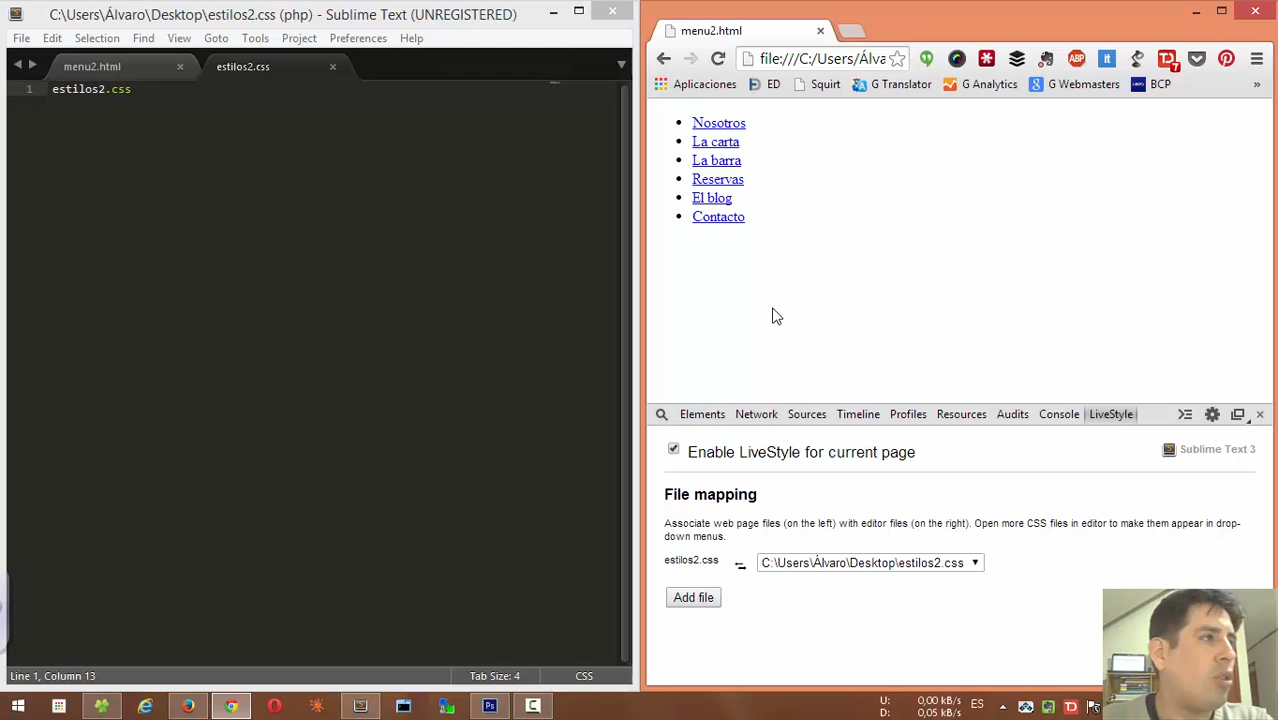 C:\Users\Álvaro\Desktop\estilos2.css (php) - Sublime Text (UNREGISTERED)
File Edit Selection Find View Goto Tools Project Preferences Help
menu2.html estilos2.css
1 estilos2.css
Line 1, Column 13 Tab Size: 4 CSS
menu2.html
file:///C:/Users/Álva
Aplicaciones ED Squirt G Translator G Analytics G Webmasters BCP »
Nosotros
La carta
La barra
Reservas
El blog
Contacto
Elements Network Sources Timeline Profiles Resources Audits Console LiveStyle
Enable LiveStyle for current page Sublime Text 3
File mapping
Associate web page files (on the left) with editor files (on the right). Open more CSS files in editor to make them appear in drop-
down menus.
estilos2.css C:\Users\Álvaro\Desktop\estilos2.css
Add file
U: 0,00 kB/s
D: 0,05 kB/s
ES
ABP
it
7
Ps